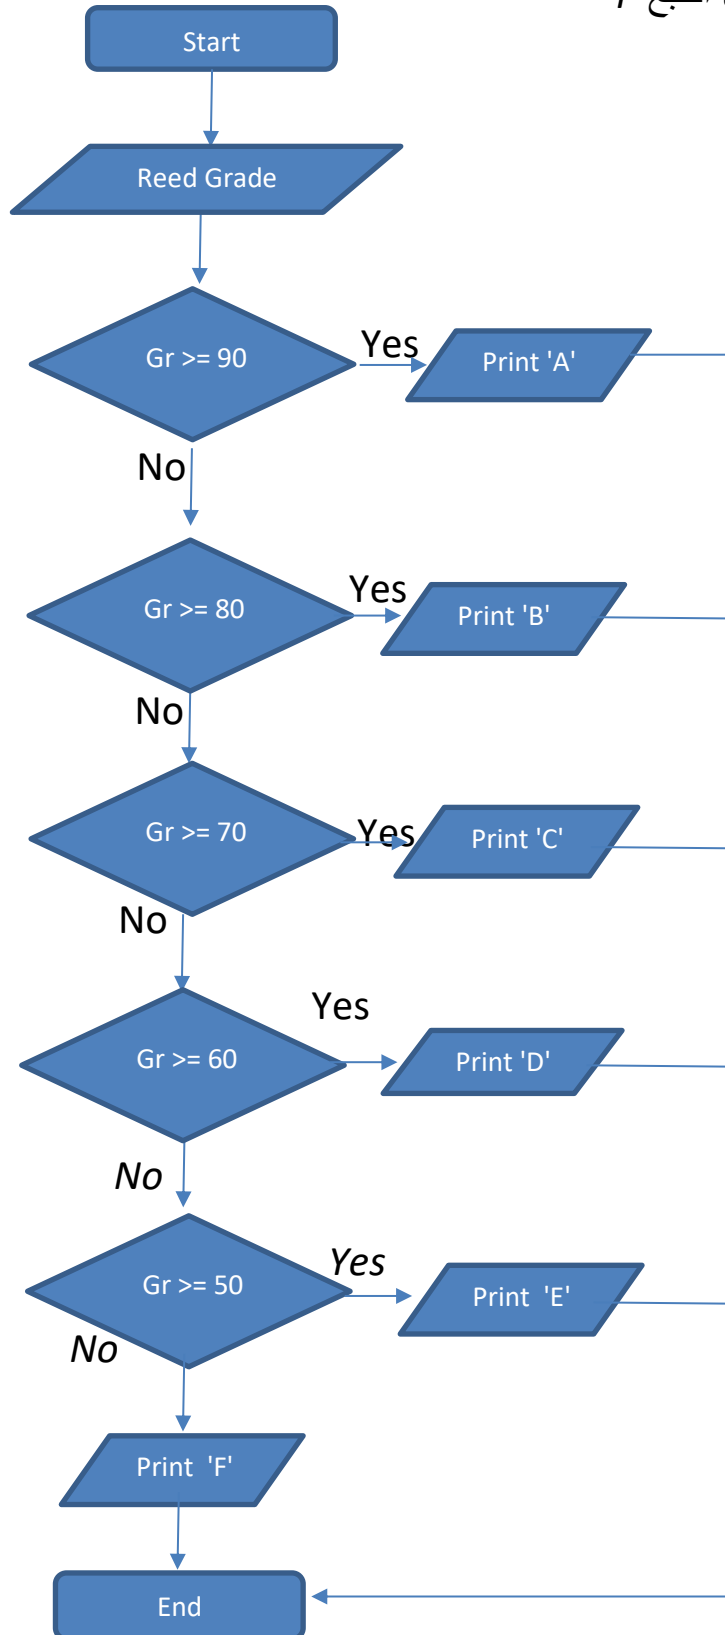 Start
Reed Grade
Gr >= 90
Yes
Print 'A'
No
Gr >= 80
Yes
Print 'B'
No
Gr >= 70
Yes
Print 'C'
No
Gr >= 60
Yes
Print 'D'
No
Gr >= 50
Yes
Print 'E'
No
Print 'F'
End